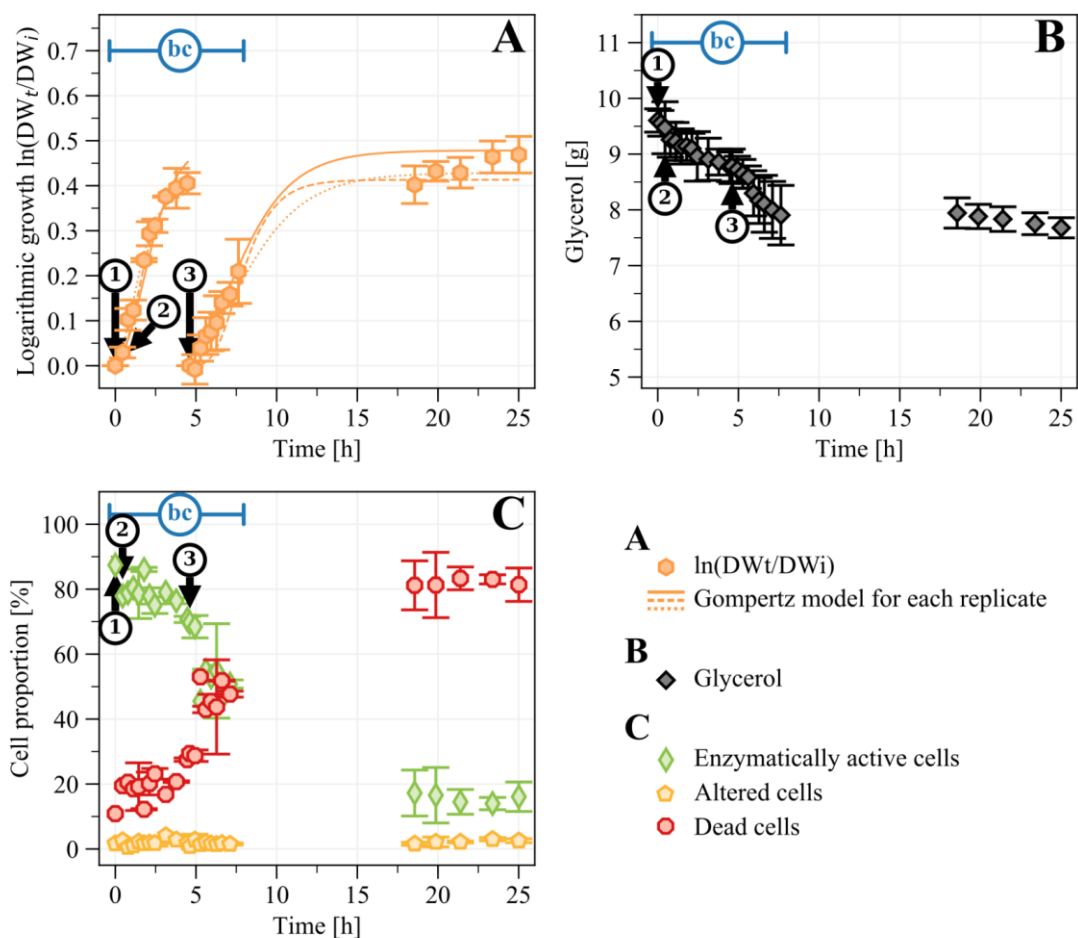 A
bc
0.7
0.6
0.5
0.4
0.3
0.2
0.1
0.0
1
2
3
Logarithmic growth ln(DWt/DWi)
0 5 10 15 20 25
Time [h]
B
bc
11
10
9
8
7
6
5
1
2
3
Glycerol [g]
0 5 10 15 20 25
Time [h]
C
bc
100
80
60
40
20
0
2
3
1
Cell proportion [%]
0 5 10 15 20 25
Time [h]
A
ln(DWt/DWi)
Gompertz model for each replicate
B
Glycerol
C
Enzymatically active cells
Altered cells
Dead cells